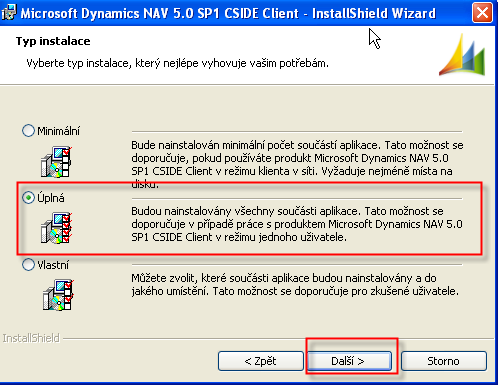 Microsoft Dynamics NAV 5.0 SP1 CSIDE Client - InstallShield Wizard
Typ instalace
Vyberte typ instalace, který nejlépe vyhovuje vašim potřebám.
Minimální
Bude nainstalován minimální počet součástí aplikace. Tato možnost se
doporučuje, pokud používáte produkt Microsoft Dynamics NAV 5.0
SP1 CSIDE Client v režimu klienta v síti. Vyžaduje nejméně místa na
disku.
Úplná
Budou nainstalovány všechny součásti aplikace. Tato možnost se
doporučuje v případě práce s produktem Microsoft Dynamics NAV 5.0
SP1 CSIDE Client v režimu jednoho uživatele.
Vlastní
Můžete zvolit, které součásti aplikace budou nainstalovány a do
jakého umístění. Tato možnost se doporučuje pro zkušené uživatele.
InstallShield
< Zpět
Další >
Storno